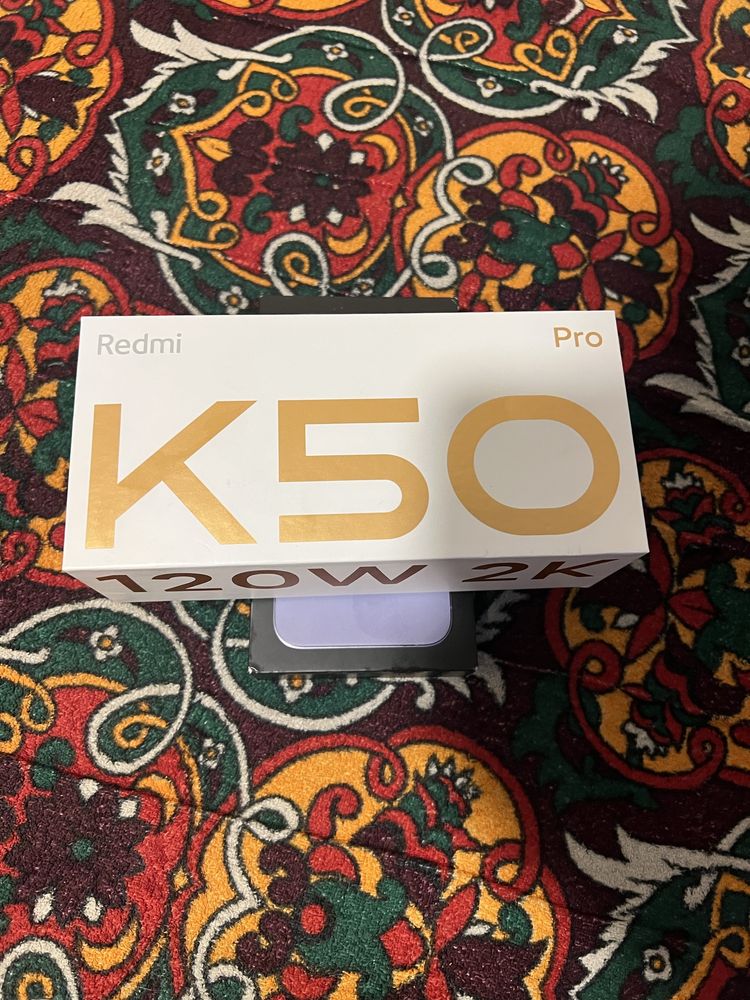 Redmi
Pro
K50
120W 2K